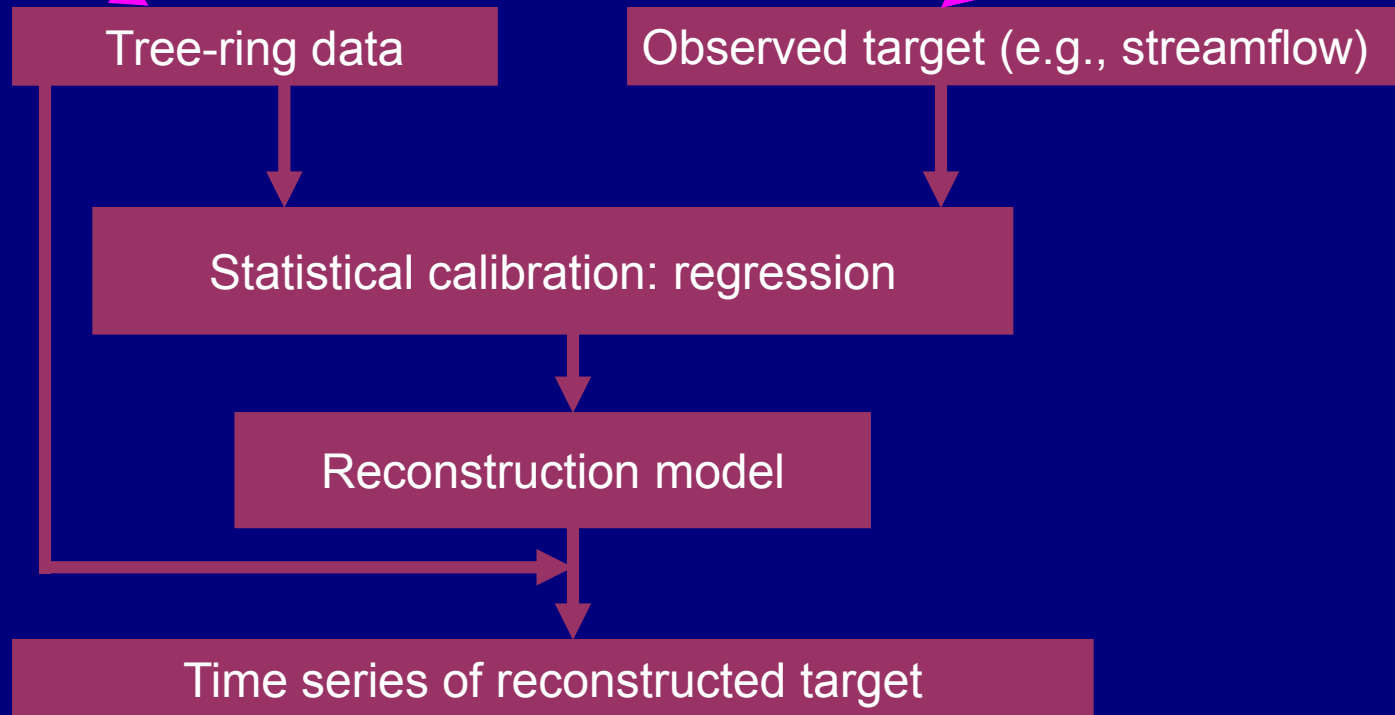 Tree-ring data
Observed target (e.g., streamflow)
Statistical calibration: regression
Reconstruction model
Time series of reconstructed target